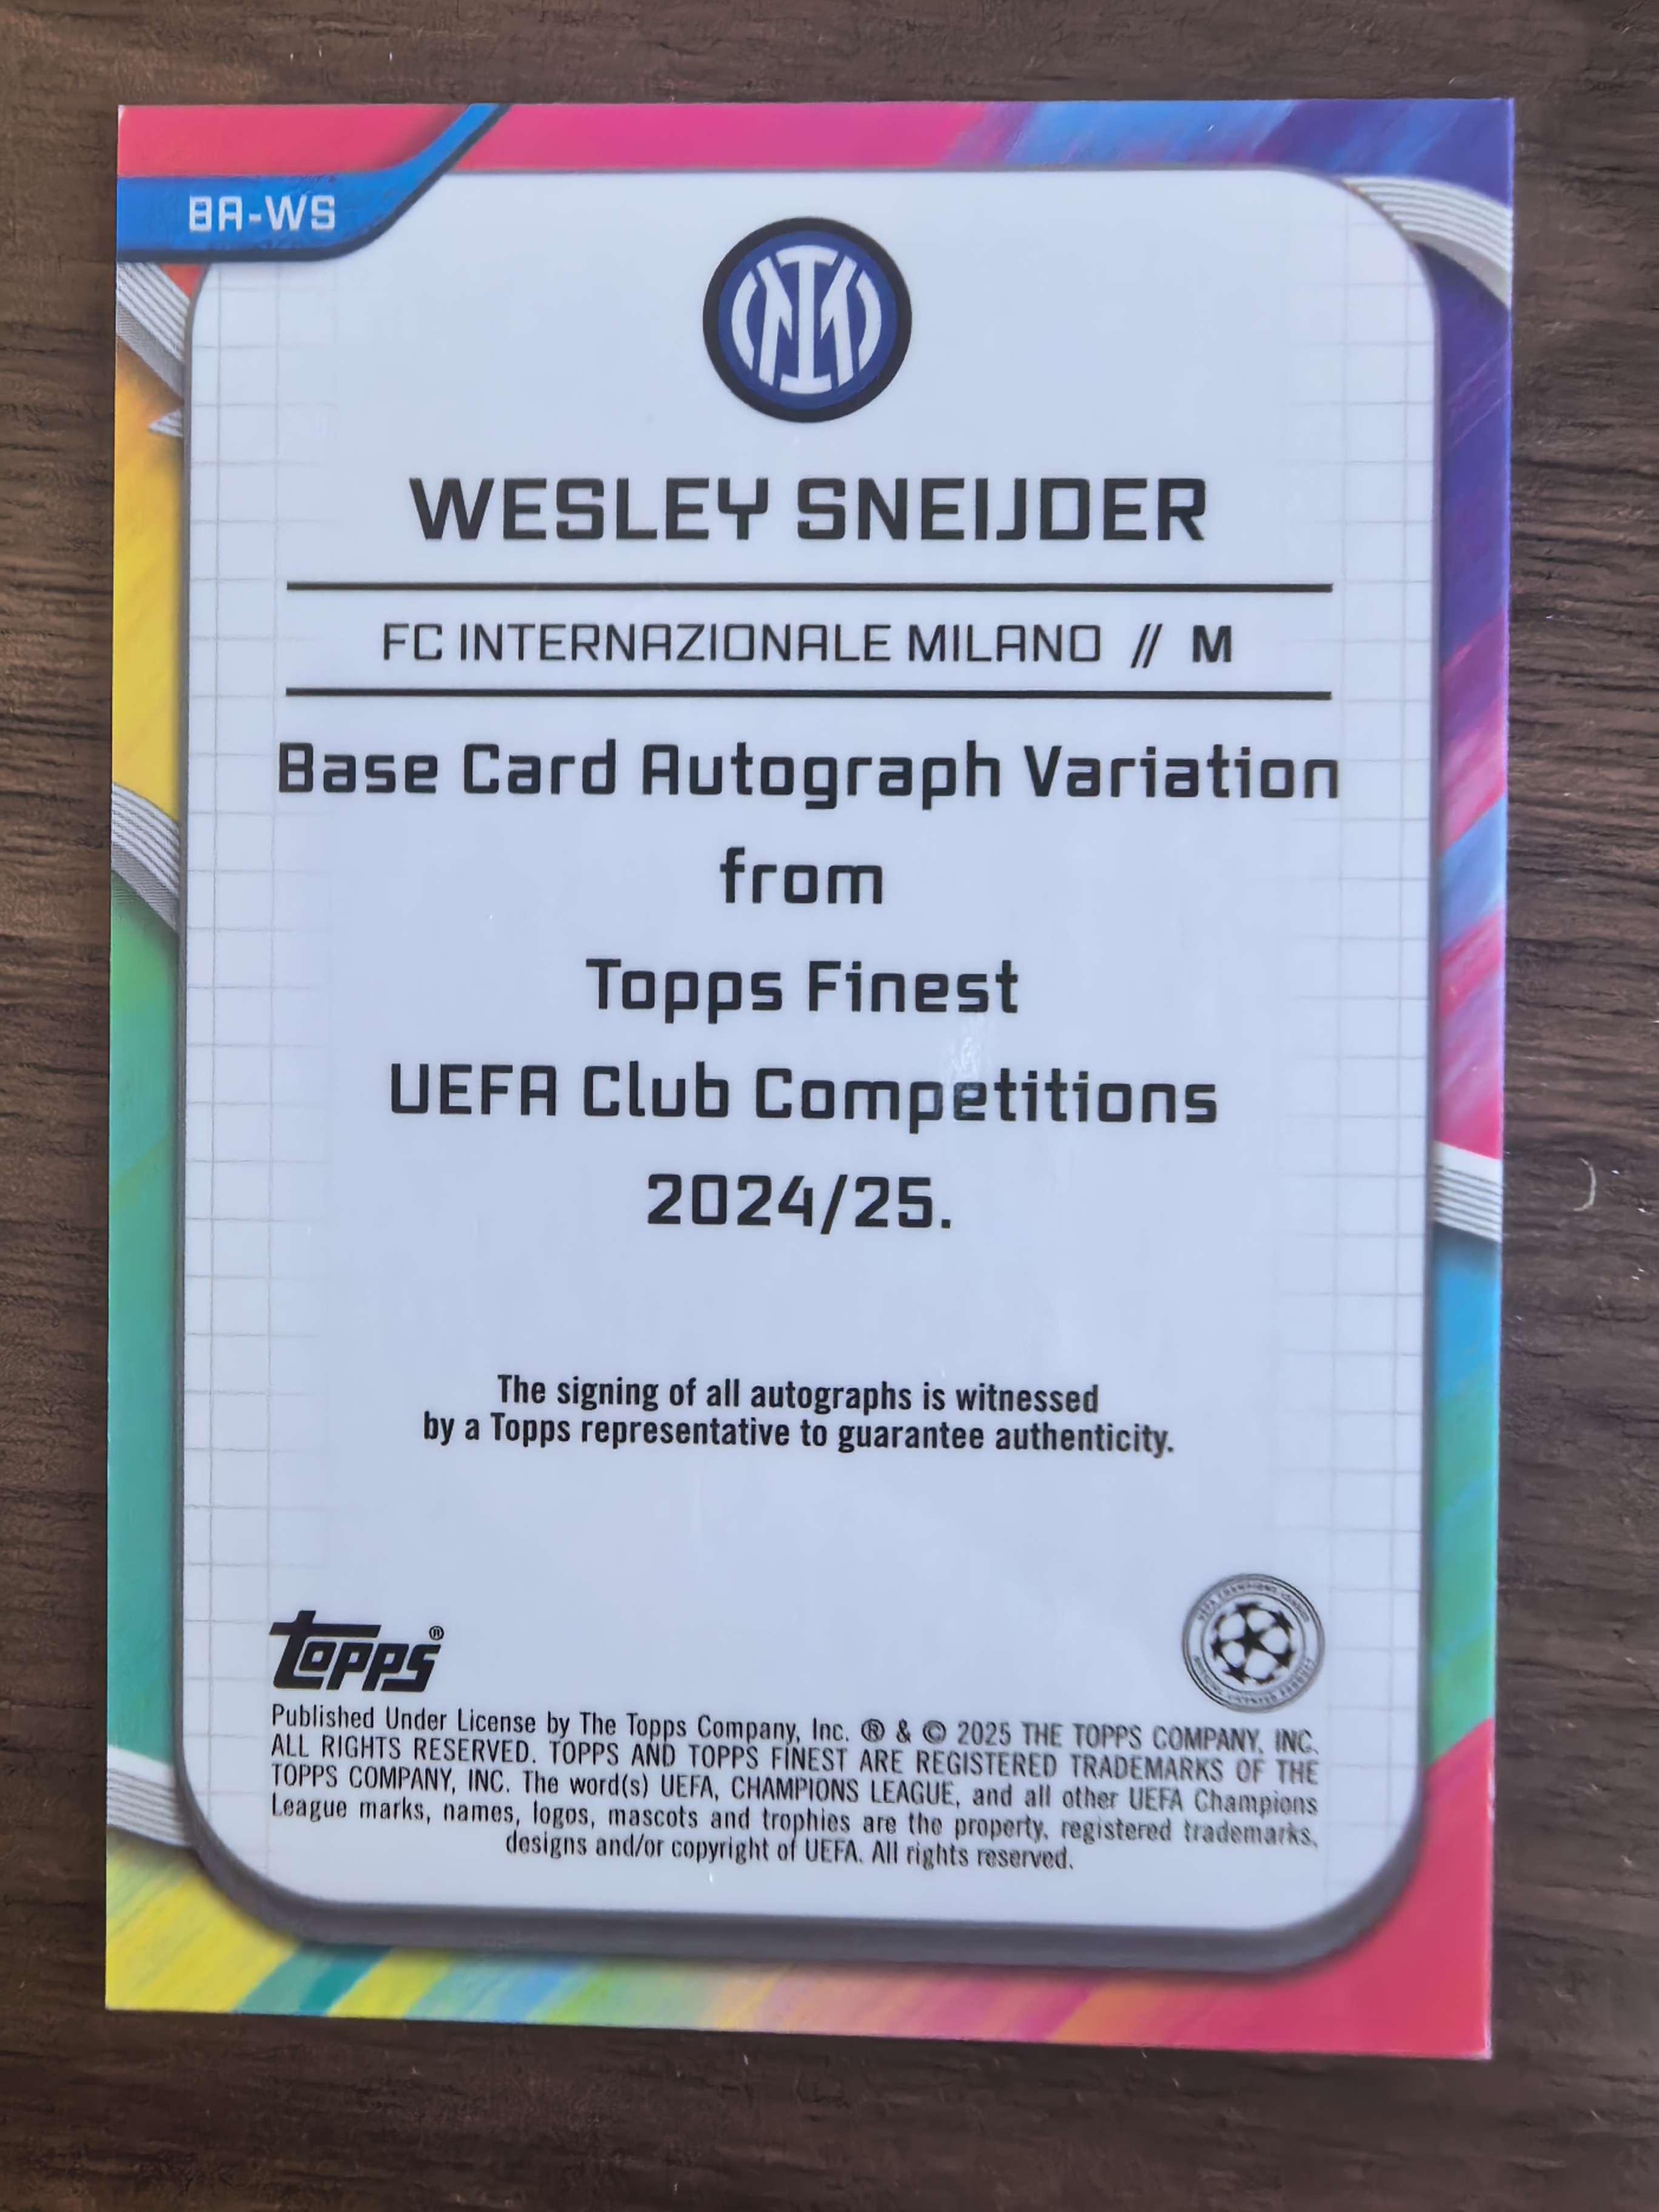 BA-WS
WESLEY SNEIJDER
FC INTERNAZIONALE MILANO // M
Base Card Autograph Variation
from
Topps Finest
UEFA Club Competitions
2024/25.
The signing of all autographs is witnessed
by a Topps representative to guarantee authenticity.
topps®
Published Under License by The Topps Company, Inc. ® & © 2025 THE TOPPS COMPANY, INC.
ALL RIGHTS RESERVED. TOPPS AND TOPPS FINEST ARE REGISTERED TRADEMARKS OF THE
TOPPS COMPANY, INC. The word(s) UEFA, CHAMPIONS LEAGUE, and all other UEFA Champions
League marks, names, logos, mascots and trophies are the property, registered trademarks,
designs and/or copyright of UEFA. All rights reserved.